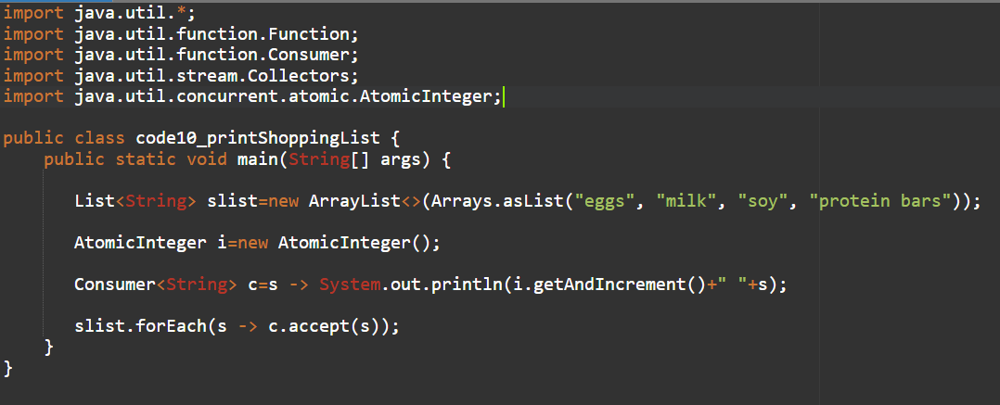 import java.util.*;
import java.util.function.Function;
import java.util.function.Consumer;
import java.util.stream.Collectors;
import java.util.concurrent.atomic.AtomicInteger;
public class code10_printShoppingList {
public static void main(String[] args) {
List<String> slist=new ArrayList<>(Arrays.asList("eggs", "milk", "soy", "protein bars"));
AtomicInteger i=new AtomicInteger();
Consumer<String> c=s -> System.out.println(i.getAndIncrement()+" "+s);
slist.forEach(s -> c.accept(s));
}
}